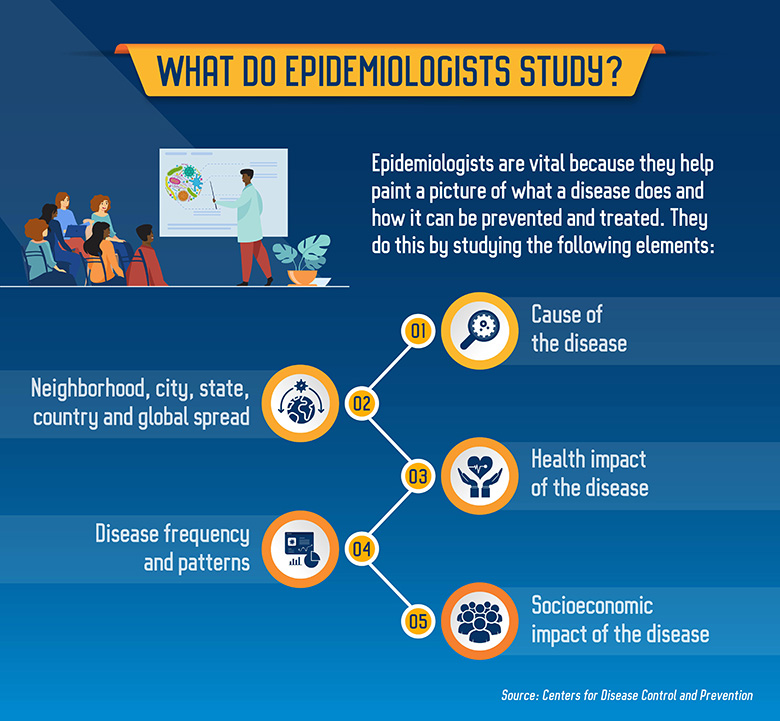 WHAT DO EPIDEMIOLOGISTS STUDY?
Epidemiologists are vital because they help
paint a picture of what a disease does and
how it can be prevented and treated. They
do this by studying the following elements:
01
Cause of
the disease
Neighborhood, city, state,
country and global spread
02
03
Health impact
of the disease
Disease frequency
and patterns
04
05
Socioeconomic
impact of the disease
Source: Centers for Disease Control and Prevention